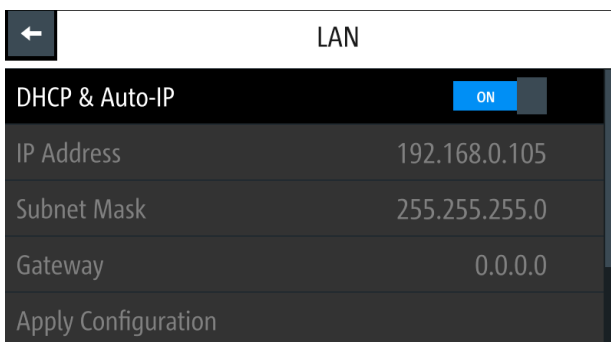 LAN
DHCP & Auto-IP ON
IP Address 192.168.0.105
Subnet Mask 255.255.255.0
Gateway 0.0.0.0
Apply Configuration